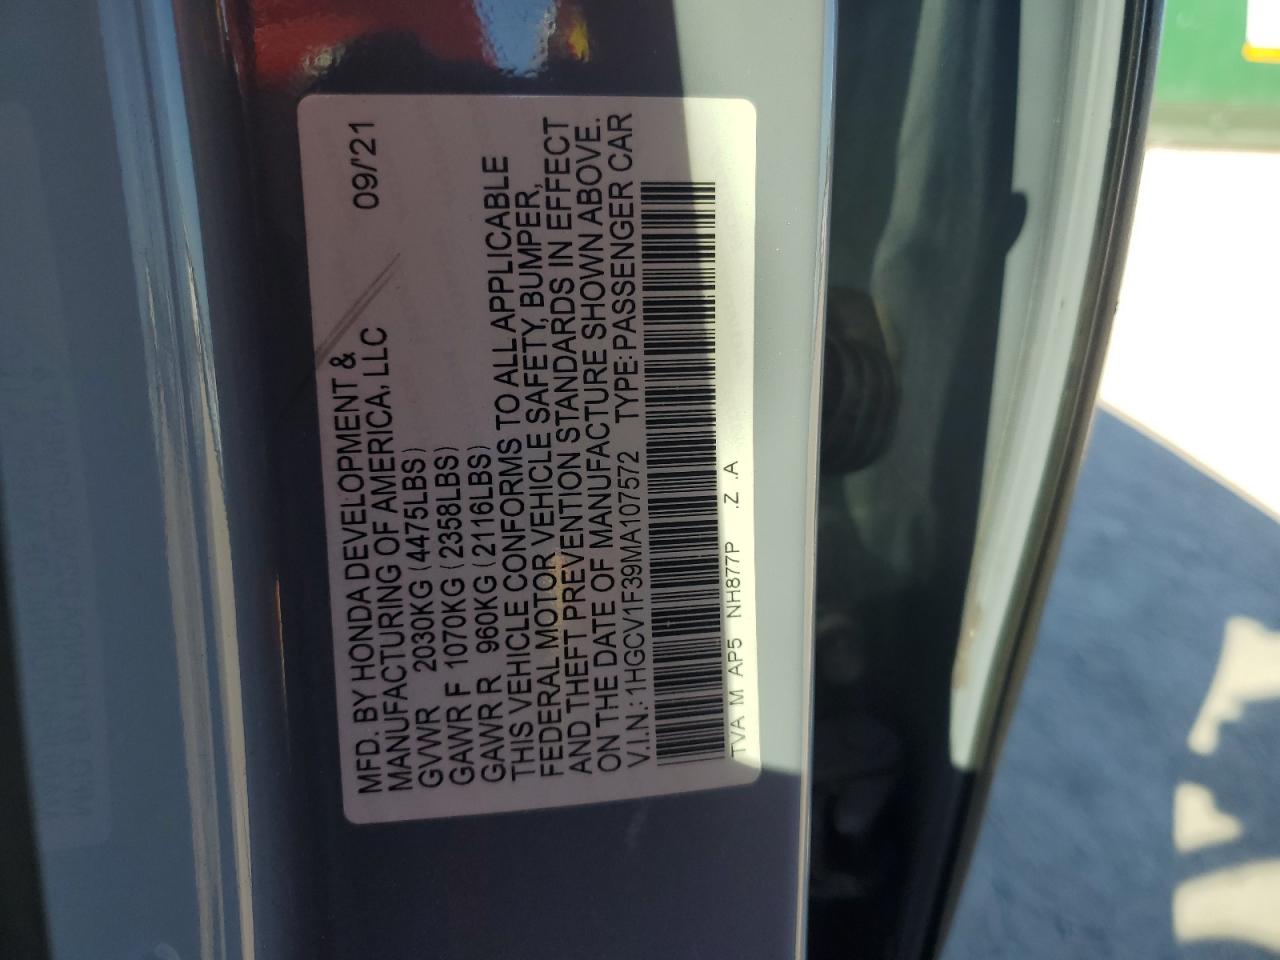 MFD. BY HONDA DEVELOPMENT &
MANUFACTURING OF AMERICA, LLC 09/'21
GVWR 2030KG (4475LBS)
GAWR F 1070KG (2358LBS)
GAWR R 960KG (2116LBS)
THIS VEHICLE CONFORMS TO ALL APPLICABLE
FEDERAL MOTOR VEHICLE SAFETY, BUMPER,
AND THEFT PREVENTION STANDARDS IN EFFECT
ON THE DATE OF MANUFACTURE SHOWN ABOVE.
V.I.N.: 1HGCV1F39MA107572 TYPE: PASSENGER CAR
TVA M AP5 NH877P .Z .A